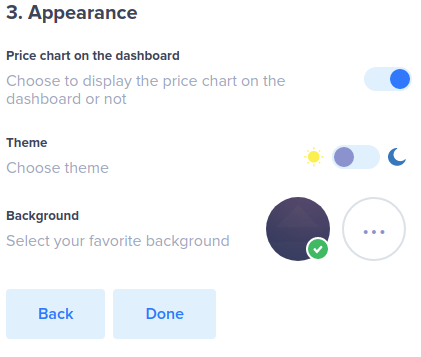 3. Appearance
Price chart on the dashboard
Choose to display the price chart on the
dashboard or not
Theme
Choose theme
Background
Select your favorite background
Back
Done